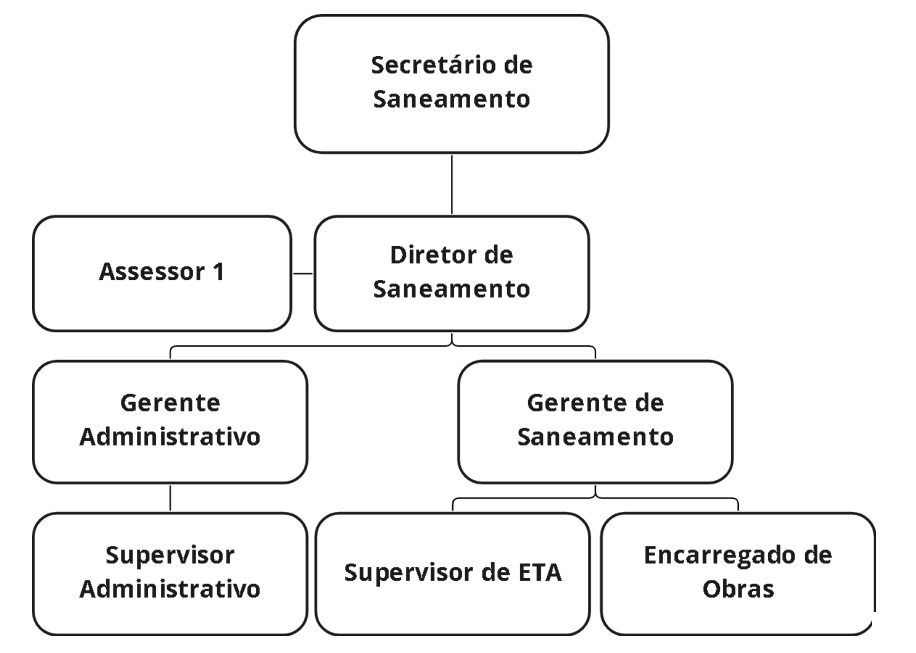 Secretário de
Saneamento
Assessor 1
Diretor de
Saneamento
Gerente
Administrativo
Gerente de
Saneamento
Supervisor
Administrativo
Supervisor de ETA
Encarregado de
Obras